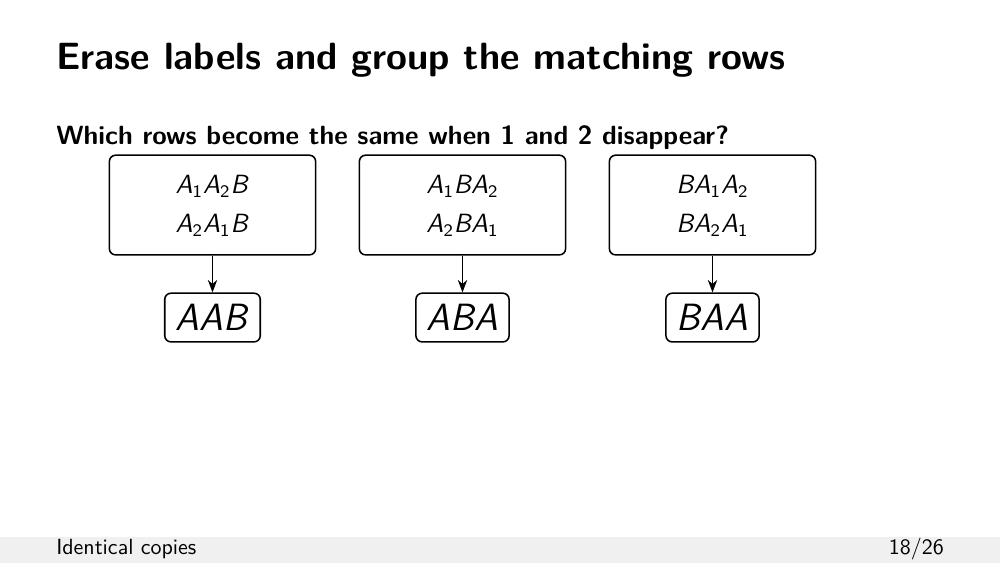 Erase labels and group the matching rows
Which rows become the same when 1 and 2 disappear?
A₁A₂B
A₂A₁B
A₁BA₂
A₂BA₁
BA₁A₂
BA₂A₁
AAB
ABA
BAA
Identical copies
18/26